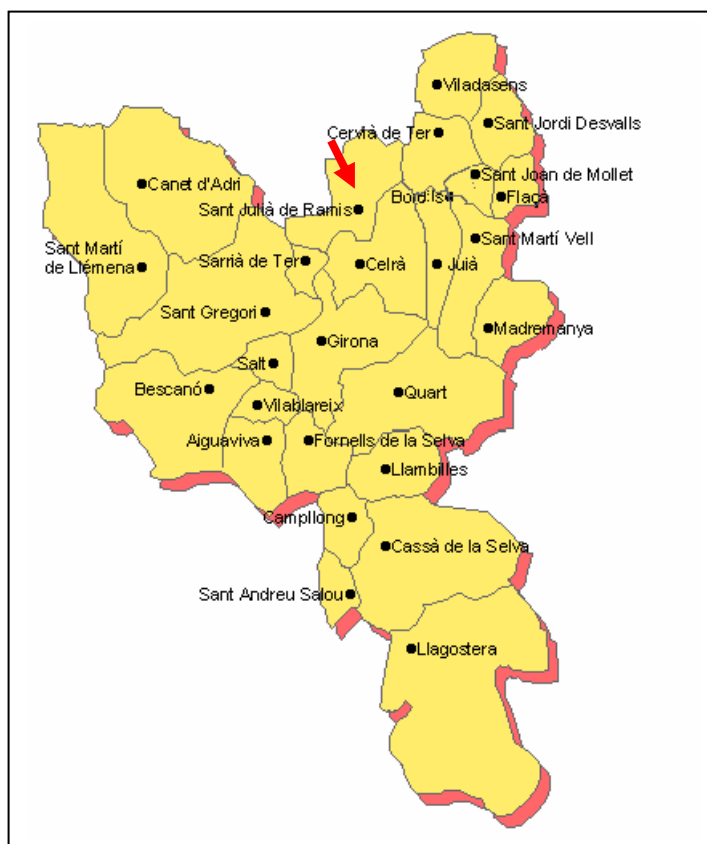 Viladasens
Sant Jordi Desvalls
Cervià de Ter
Sant Joan de Mollet
Canet d'Adri
Flaçà
Sant Julià de Ramis
Sant Martí Vell
Sant Martí
de Llémena
Sarrià de Ter
Celrà
Juià
Sant Gregori
Madremanya
Girona
Salt
Bescanó
Quart
Vilablareix
Aiguaviva
Fornells de la Selva
Llambilles
Campllong
Cassà de la Selva
Sant Andreu Salou
Llagostera